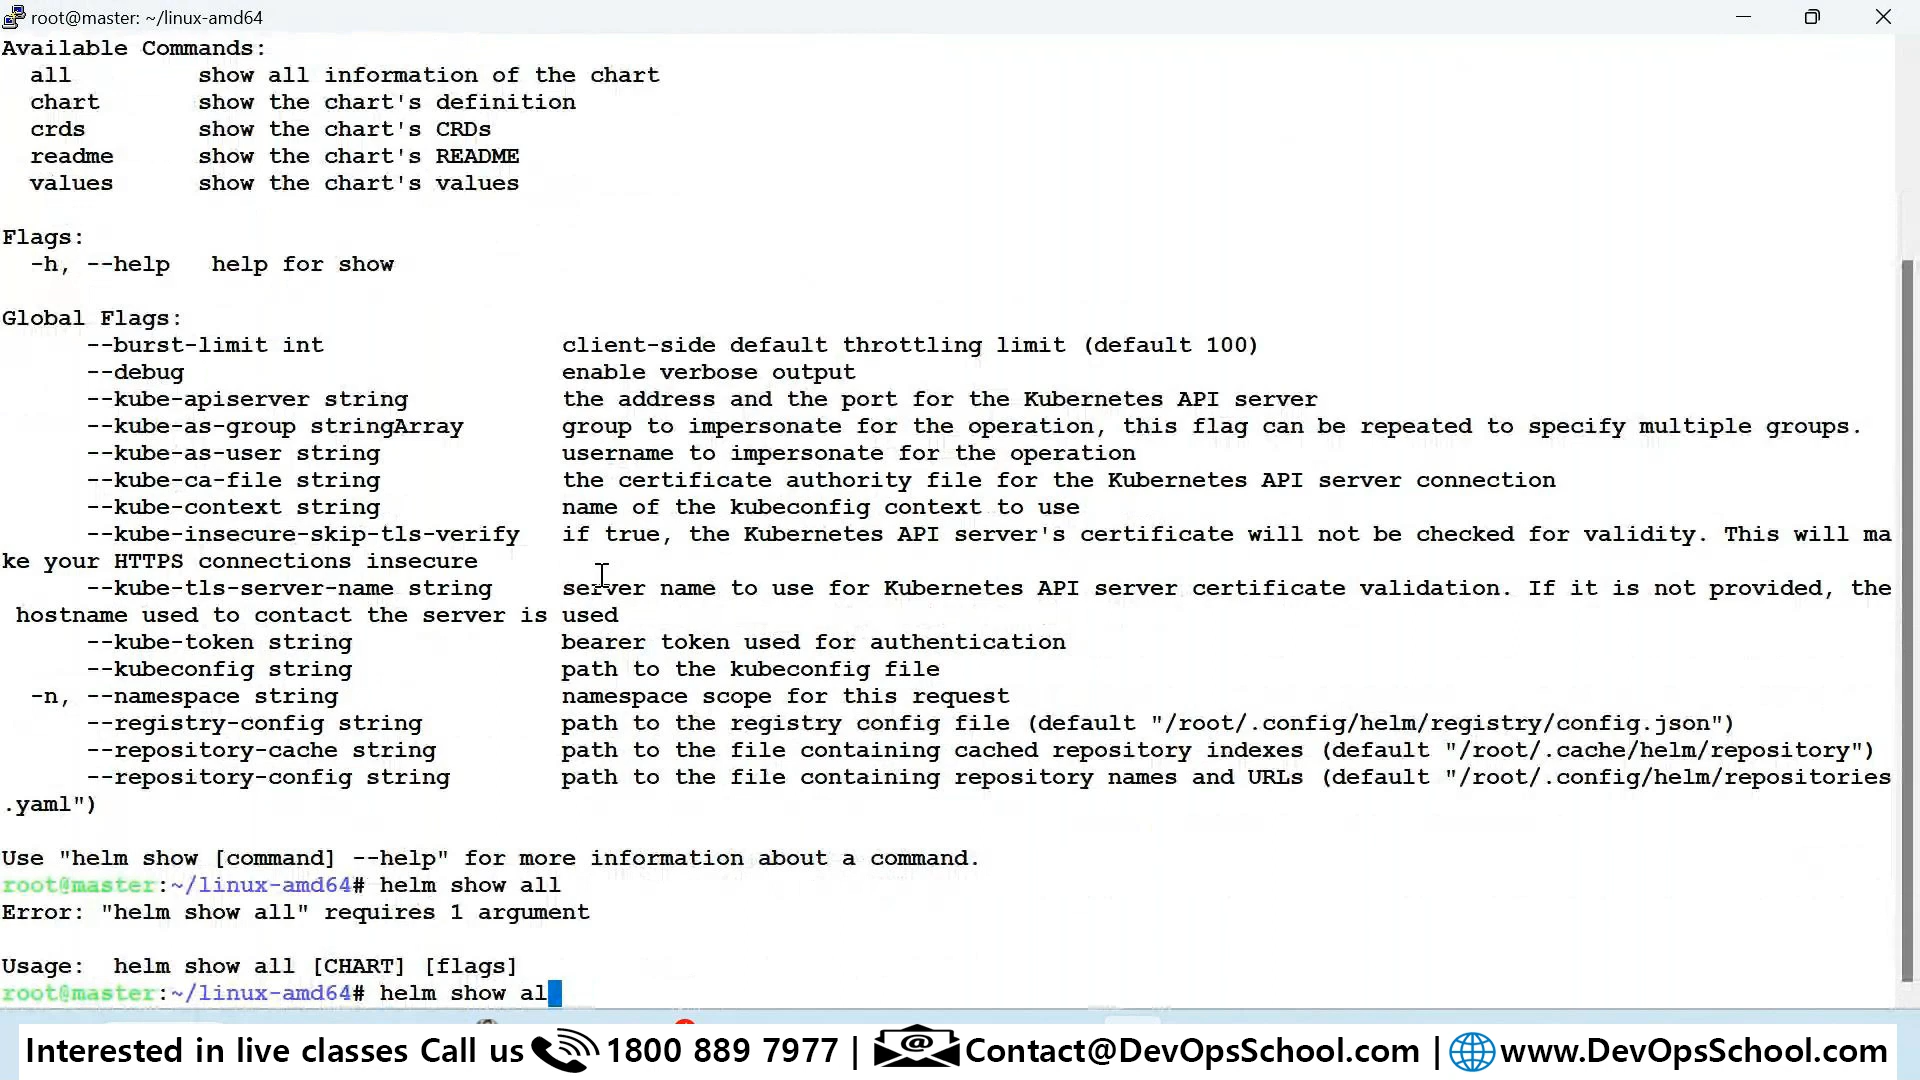 root@master: ~/linux-amd64
Available Commands:
  all         show all information of the chart
  chart       show the chart's definition
  crds        show the chart's CRDs
  readme      show the chart's README
  values      show the chart's values
Flags:
  -h, --help   help for show
Global Flags:
      --burst-limit int                 client-side default throttling limit (default 100)
      --debug                           enable verbose output
      --kube-apiserver string           the address and the port for the Kubernetes API server
      --kube-as-group stringArray       group to impersonate for the operation, this flag can be repeated to specify multiple groups.
      --kube-as-user string             username to impersonate for the operation
      --kube-ca-file string             the certificate authority file for the Kubernetes API server connection
      --kube-context string             name of the kubeconfig context to use
      --kube-insecure-skip-tls-verify   if true, the Kubernetes API server's certificate will not be checked for validity. This will ma
ke your HTTPS connections insecure
      --kube-tls-server-name string     server name to use for Kubernetes API server certificate validation. If it is not provided, the
 hostname used to contact the server is used
      --kube-token string               bearer token used for authentication
      --kubeconfig string               path to the kubeconfig file
  -n, --namespace string                namespace scope for this request
      --registry-config string          path to the registry config file (default "/root/.config/helm/registry/config.json")
      --repository-cache string         path to the file containing cached repository indexes (default "/root/.cache/helm/repository")
      --repository-config string        path to the file containing repository names and URLs (default "/root/.config/helm/repositories
.yaml")
Use "helm show [command] --help" for more information about a command.
root@master:~/linux-amd64# helm show all
Error: "helm show all" requires 1 argument
Usage:  helm show all [CHART] [flags]
root@master:~/linux-amd64# helm show al
Interested in live classes Call us 1800 889 7977 | Contact@DevOpsSchool.com | www.DevOpsSchool.com